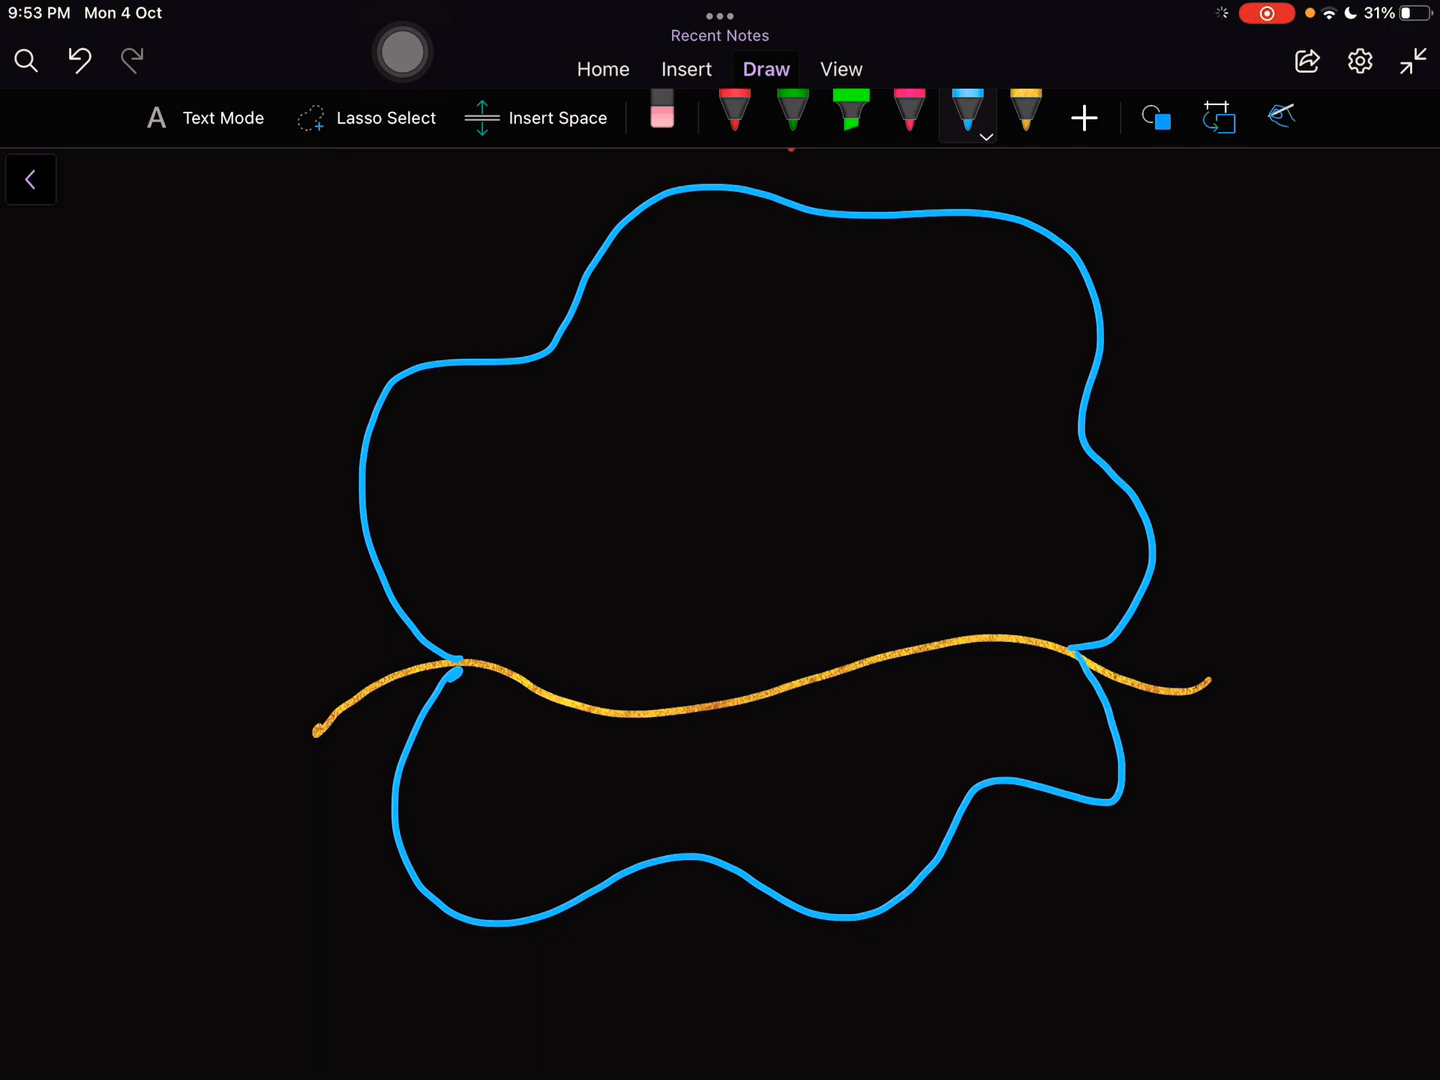 9:53 PM Mon 4 Oct
31%
Recent Notes
Home Insert Draw View
A Text Mode Lasso Select Insert Space